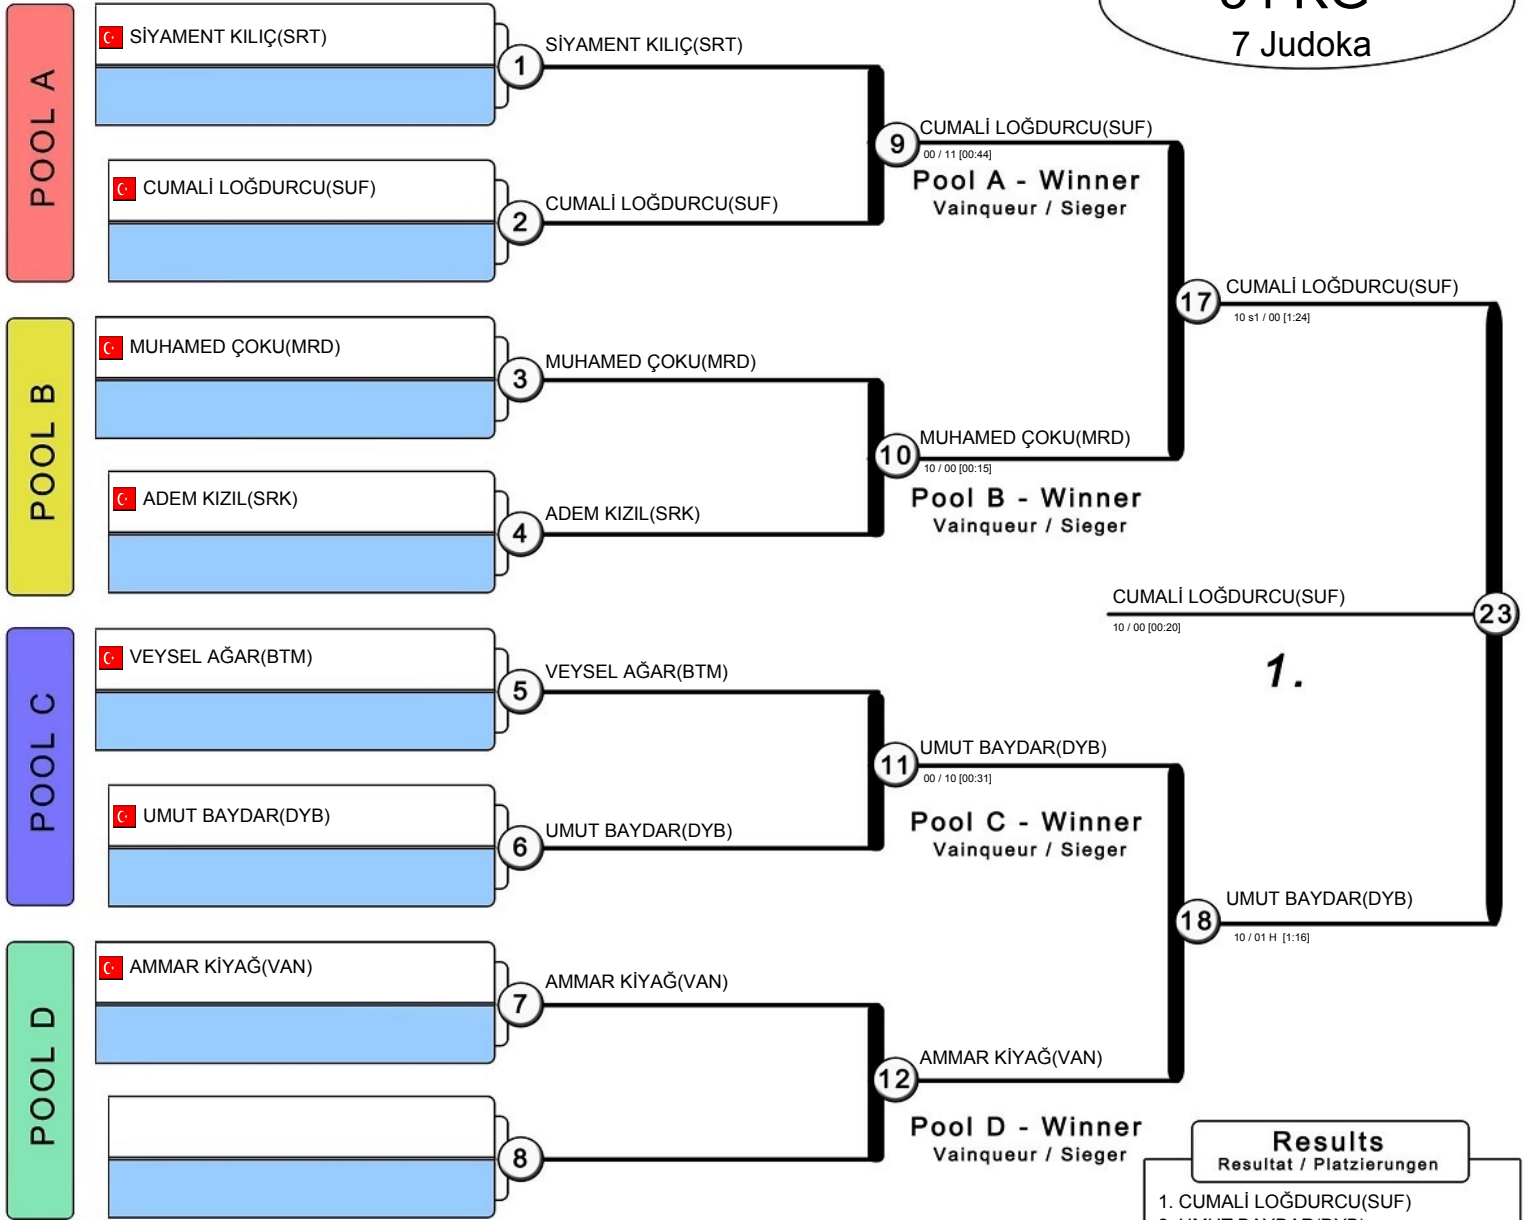 7 Judoka
POOL A
SİYAMENT KILIÇ(SRT)
1
SİYAMENT KILIÇ(SRT)
CUMALİ LOĞDURCU(SUF)
2
CUMALİ LOĞDURCU(SUF)
9
CUMALİ LOĞDURCU(SUF)
00 / 11 [00:44]
Pool A - Winner
Vainqueur / Sieger
17
CUMALİ LOĞDURCU(SUF)
10 s1 / 00 [1:24]
POOL B
MUHAMED ÇOKU(MRD)
3
MUHAMED ÇOKU(MRD)
ADEM KIZIL(SRK)
4
ADEM KIZIL(SRK)
10
MUHAMED ÇOKU(MRD)
10 / 00 [00:15]
Pool B - Winner
Vainqueur / Sieger
CUMALİ LOĞDURCU(SUF)
23
10 / 00 [00:20]
1.
POOL C
VEYSEL AĞAR(BTM)
5
VEYSEL AĞAR(BTM)
UMUT BAYDAR(DYB)
6
UMUT BAYDAR(DYB)
11
UMUT BAYDAR(DYB)
00 / 10 [00:31]
Pool C - Winner
Vainqueur / Sieger
18
UMUT BAYDAR(DYB)
10 / 01 H [1:16]
POOL D
AMMAR KİYAĞ(VAN)
7
AMMAR KİYAĞ(VAN)
8
12
AMMAR KİYAĞ(VAN)
Pool D - Winner
Vainqueur / Sieger
Results
Resultat / Platzierungen
1. CUMALİ LOĞDURCU(SUF)